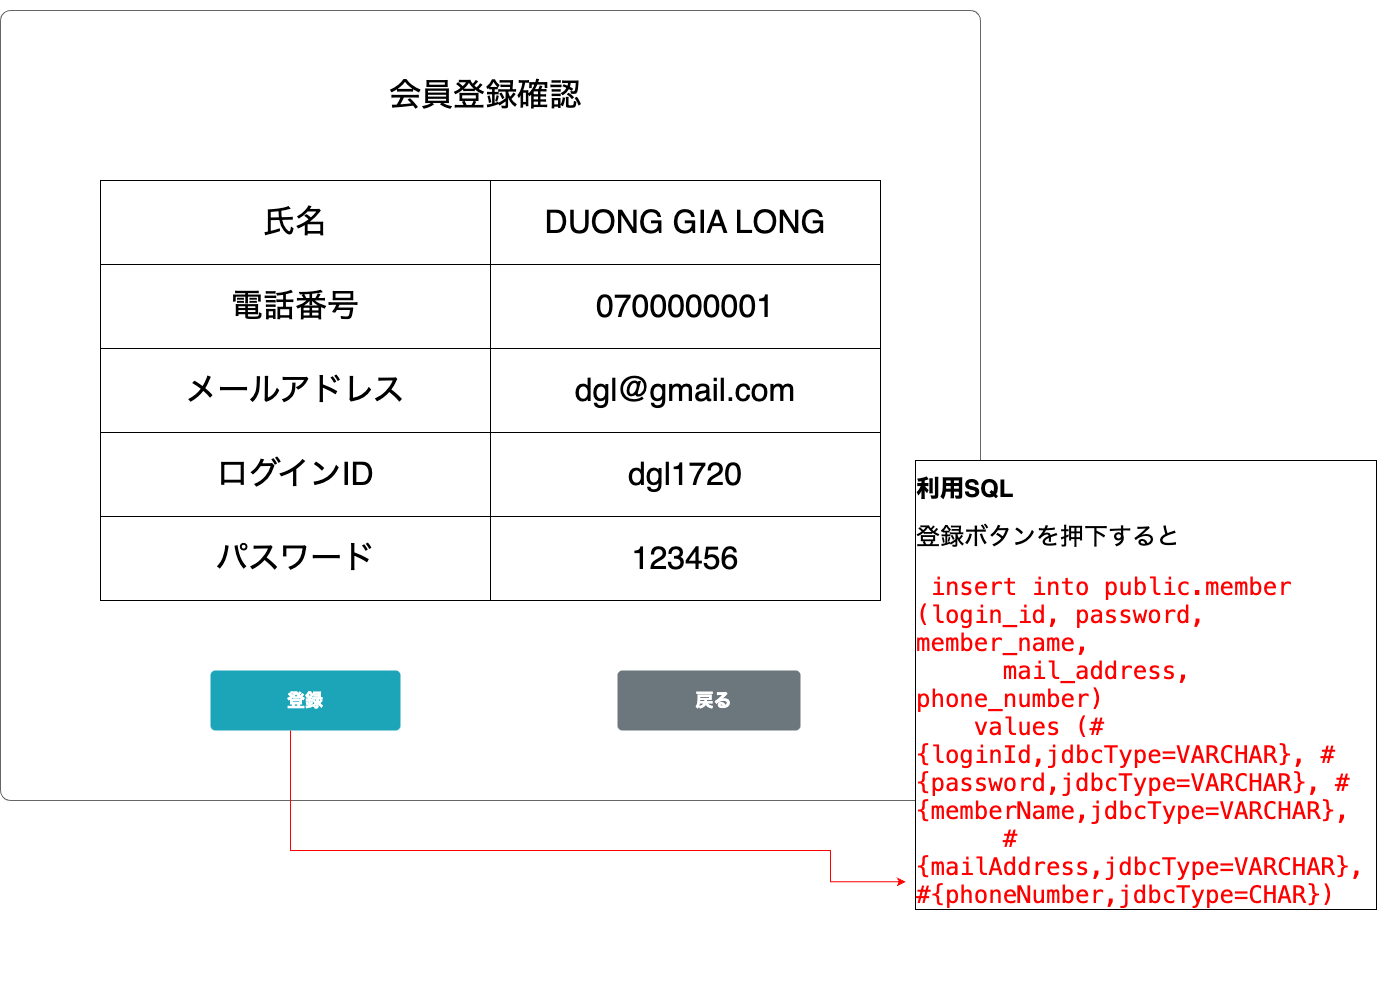 会員登録確認
氏名 DUONG GIA LONG
電話番号 0700000001
メールアドレス dgl@gmail.com
ログインID dgl1720
パスワード 123456
登録 戻る
利用SQL
登録ボタンを押下すると
insert into public.member
(login_id, password,
member_name,
mail_address,
phone_number)
values (#
{loginId,jdbcType=VARCHAR}, #
{password,jdbcType=VARCHAR}, #
{memberName,jdbcType=VARCHAR},
#
{mailAddress,jdbcType=VARCHAR},
#{phoneNumber,jdbcType=CHAR})